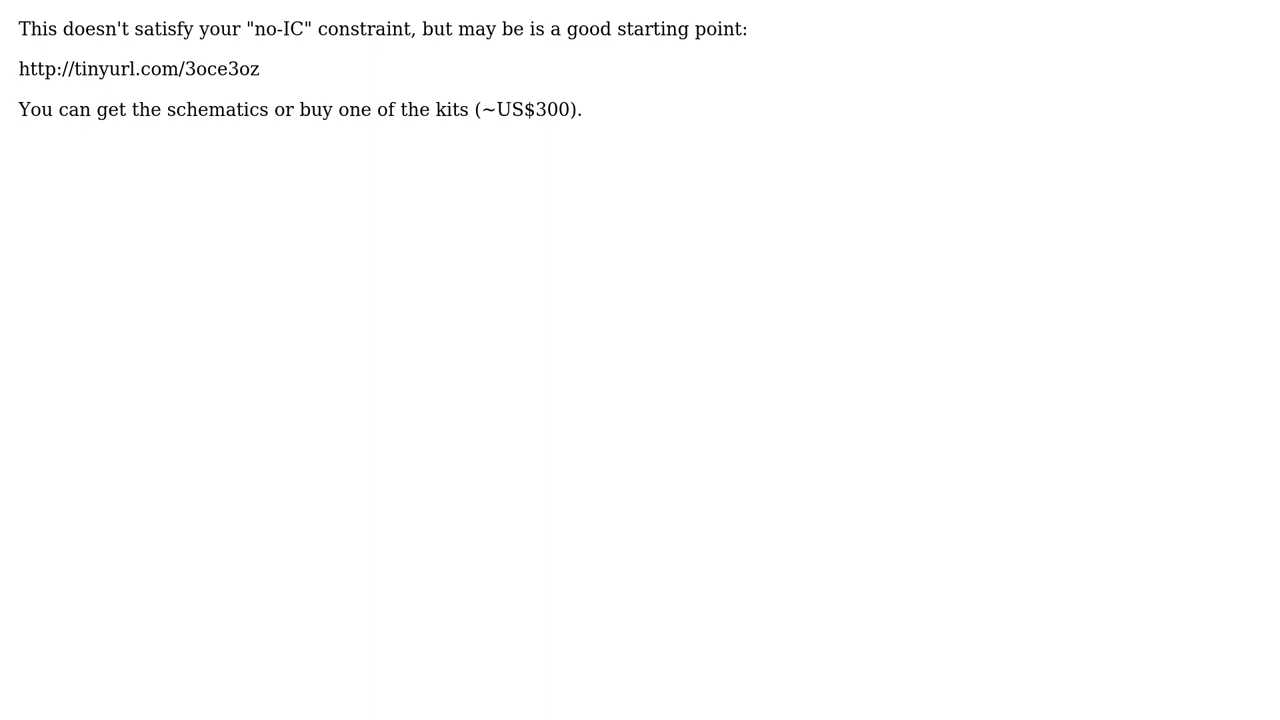 This doesn't satisfy your "no-IC" constraint, but may be is a good starting point:
http://tinyurl.com/3oce3oz
You can get the schematics or buy one of the kits (~US$300).